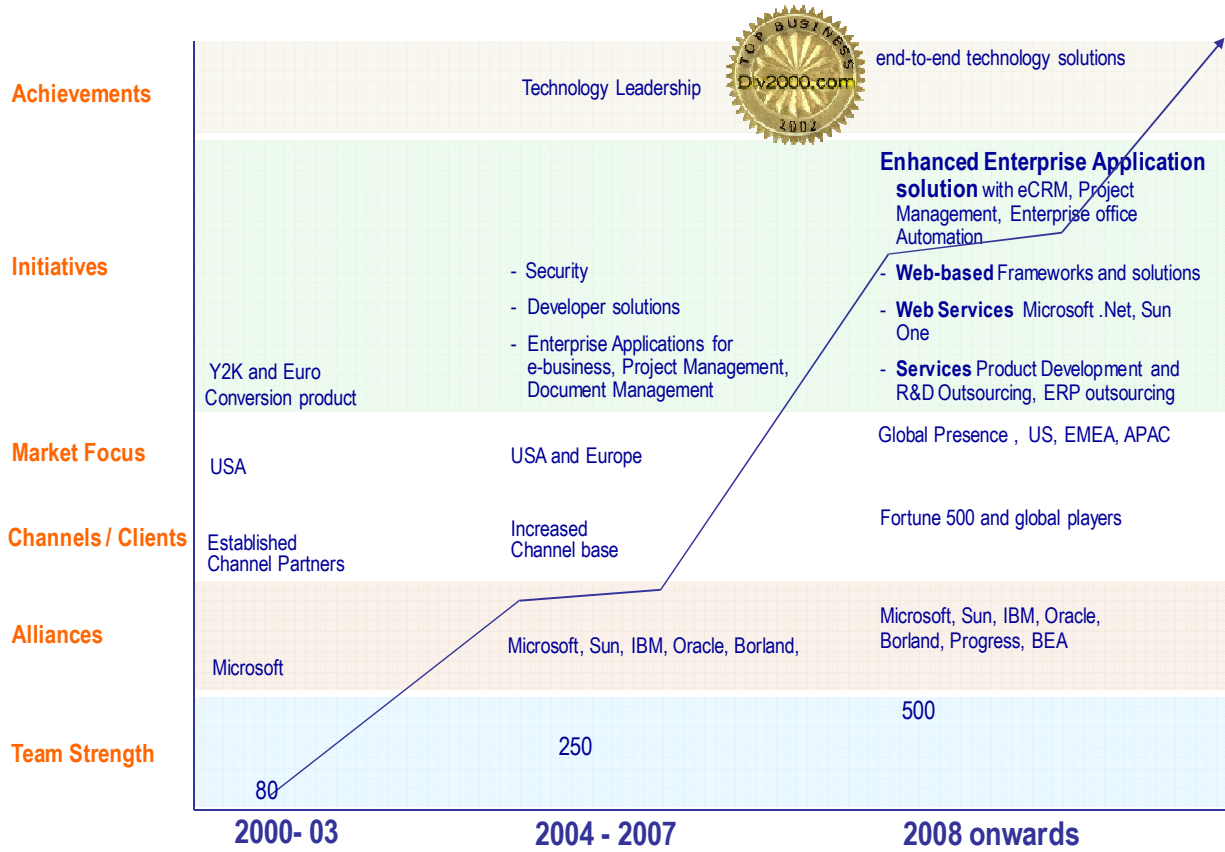 TOP BUSINESS
Div2000.com
2002
end-to-end technology solutions
Achievements
Technology Leadership
Enhanced Enterprise Application
solution with eCRM, Project
Management, Enterprise office
Automation
Initiatives
- Security
- Developer solutions
- Enterprise Applications for
e-business, Project Management,
Document Management
- Web-based Frameworks and solutions
- Web Services Microsoft .Net, Sun
One
- Services Product Development and
R&D Outsourcing, ERP outsourcing
Y2K and Euro
Conversion product
Market Focus
USA
USA and Europe
Global Presence , US, EMEA, APAC
Channels / Clients
Established
Channel Partners
Increased
Channel base
Fortune 500 and global players
Alliances
Microsoft
Microsoft, Sun, IBM, Oracle, Borland,
Microsoft, Sun, IBM, Oracle,
Borland, Progress, BEA
Team Strength
80
250
500
2000- 03
2004 - 2007
2008 onwards